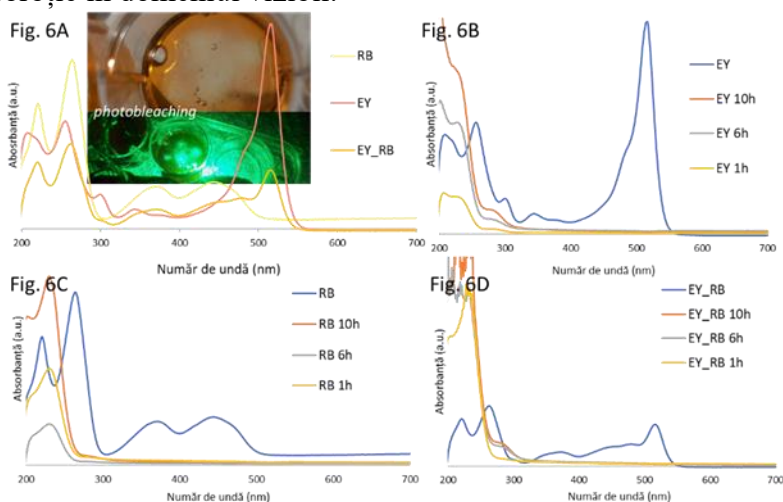 Fig. 6A
RB
EY
EY_RB
photobleaching
Abosrbanță (a.u.)
200 300 400 500 600 700
Număr de undă (nm)
Fig. 6B
EY
EY 10h
EY 6h
EY 1h
Absorbanță (a.u.)
200 300 400 500 600 700
Număr de undă (nm)
Fig. 6C
RB
RB 10h
RB 6h
RB 1h
Absorbanță (a.u.)
200 300 400 500 600 700
Număr de undă (nm)
Fig. 6D
EY_RB
EY_RB 10h
EY_RB 6h
EY_RB 1h
Absorbanță (a.u.)
200 300 400 500 600 700
Număr de undă (nm)